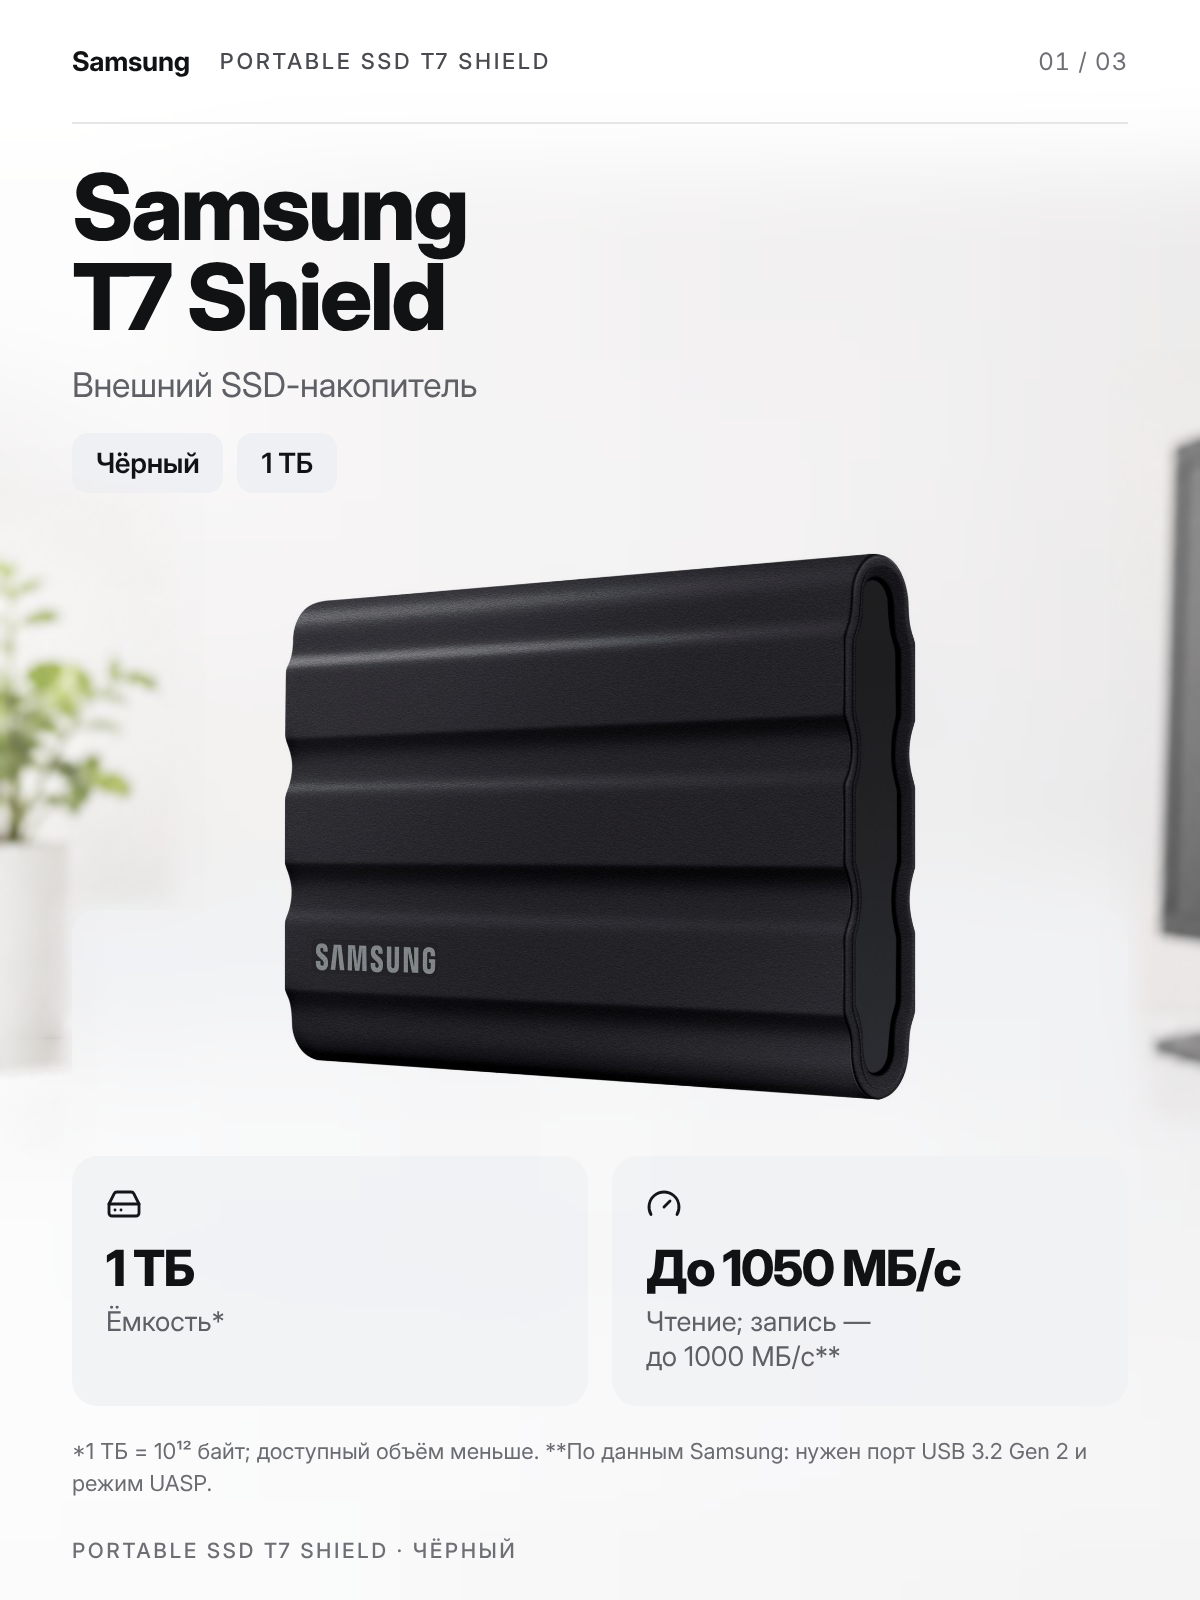 Samsung PORTABLE SSD T7 SHIELD 01 / 03
Samsung
T7 Shield
Внешний SSD-накопитель
Чёрный 1 ТБ
SAMSUNG
1 ТБ
Ёмкость*
До 1050 МБ/с
Чтение; запись —
до 1000 МБ/с**
*1 ТБ = 10¹² байт; доступный объём меньше. **По данным Samsung: нужен порт USB 3.2 Gen 2 и
режим UASP.
PORTABLE SSD T7 SHIELD · ЧЁРНЫЙ